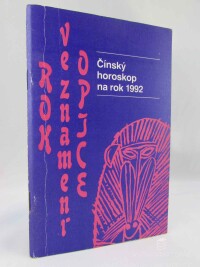 ROK
ve znamení
OPICE
Čínský
horoskop
na rok 1992